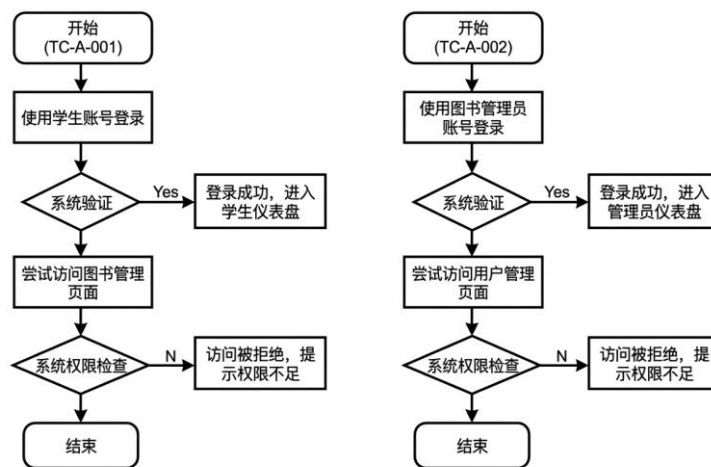 开始
(TC-A-001)
使用学生账号登录
系统验证
Yes
登录成功，进入
学生仪表盘
尝试访问图书管理
页面
系统权限检查
N
访问被拒绝，提
示权限不足
结束
开始
(TC-A-002)
使用图书管理员
账号登录
系统验证
Yes
登录成功，进入
管理员仪表盘
尝试访问用户管理
页面
系统权限检查
N
访问被拒绝，提
示权限不足
结束